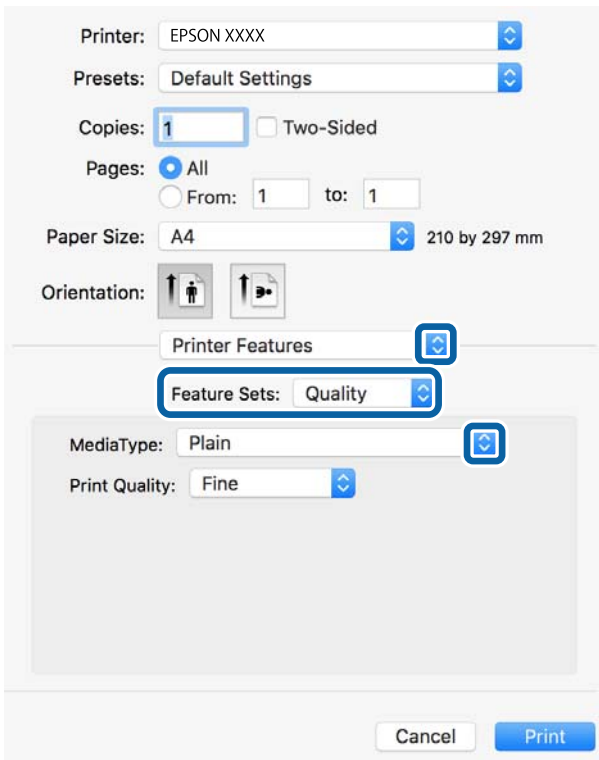 Printer: EPSON XXXX
Presets: Default Settings
Copies: 1 Two-Sided
Pages: All
From: 1 to: 1
Paper Size: A4 210 by 297 mm
Orientation:
Printer Features
Feature Sets: Quality
MediaType: Plain
Print Quality: Fine
Cancel Print